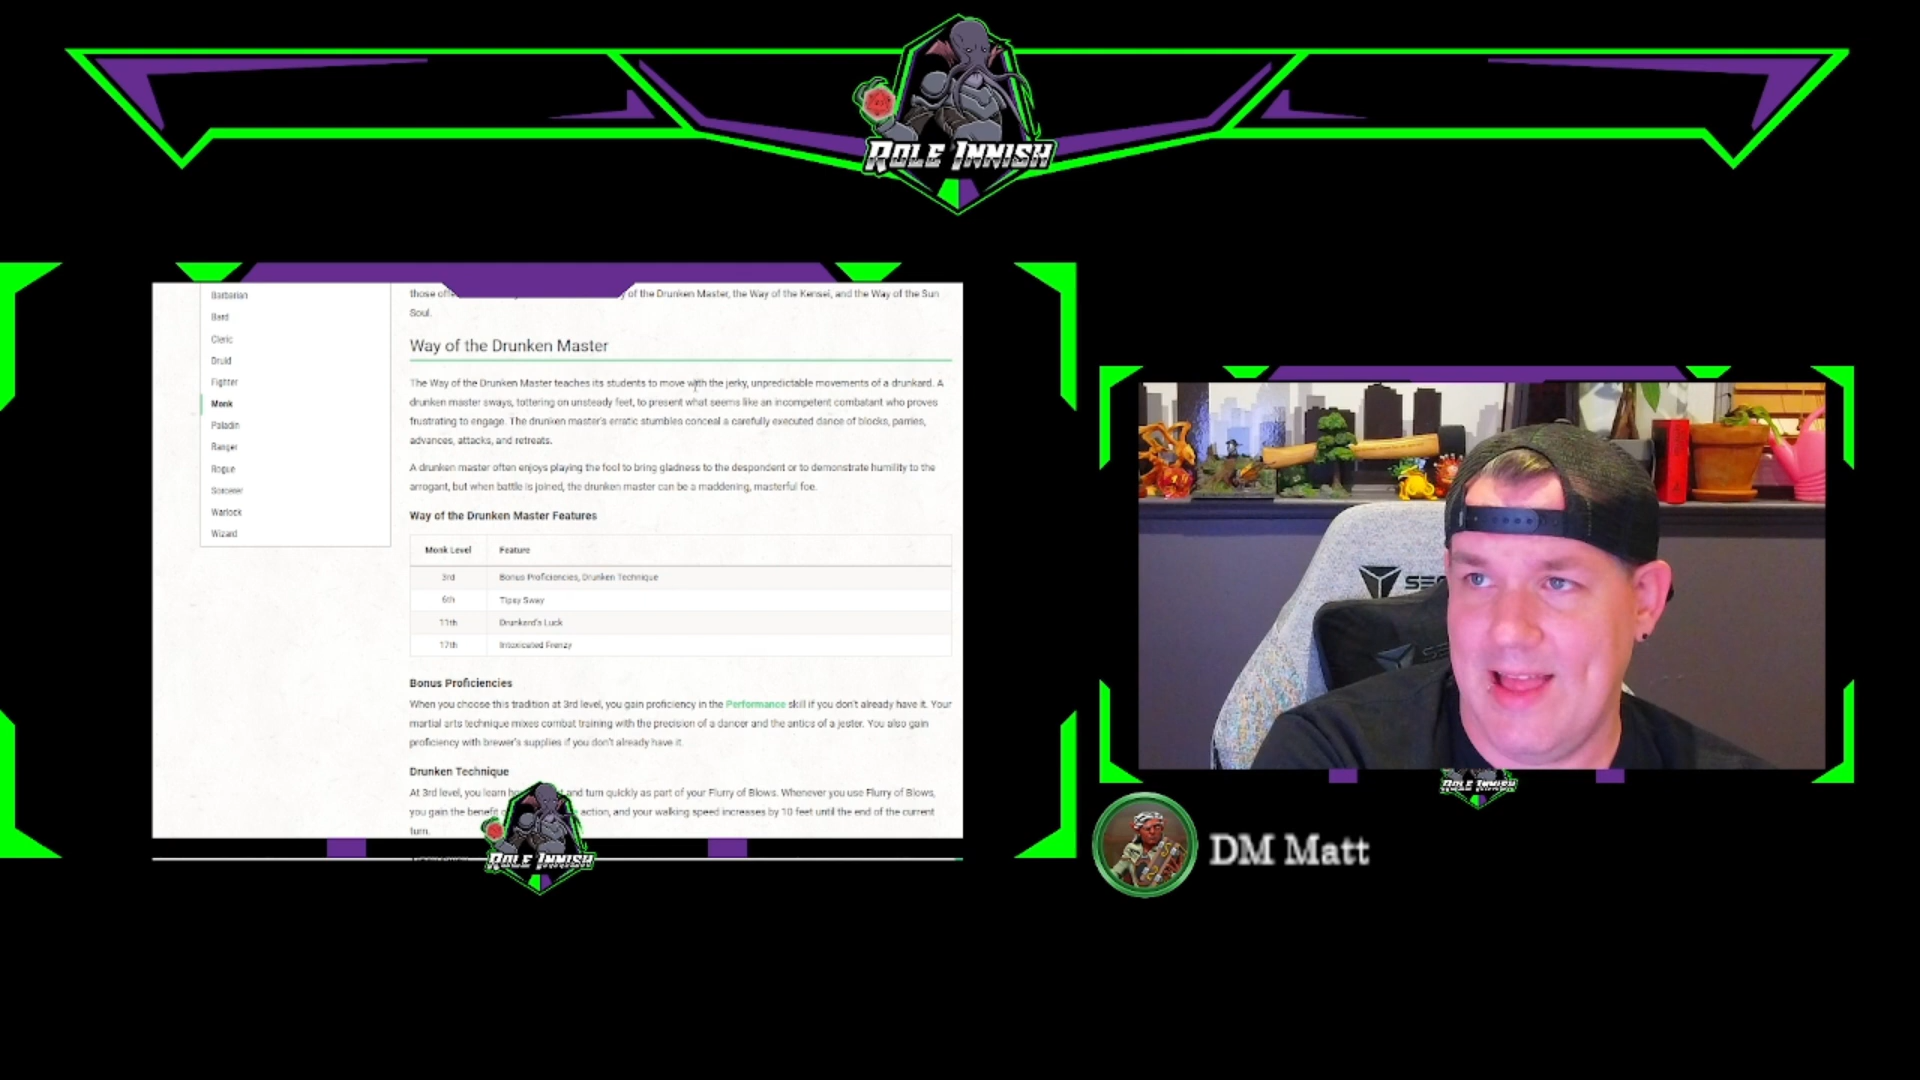 ROLE INNISH
Barbarian
Bard
Cleric
Druid
Fighter
Monk
Paladin
Ranger
Rogue
Sorcerer
Warlock
Wizard
those of the Drunken Master, the Way of the Kensei, and the Way of the Sun
Soul.
Way of the Drunken Master
The Way of the Drunken Master teaches its students to move with the jerky, unpredictable movements of a drunkard. A
drunken master sways, tottering on unsteady feet, to present what seems like an incompetent combatant who proves
frustrating to engage. The drunken master's erratic stumbles conceal a carefully executed dance of blocks, parries,
advances, attacks, and retreats.
A drunken master often enjoys playing the fool to bring gladness to the despondent or to demonstrate humility to the
arrogant, but when battle is joined, the drunken master can be a maddening, masterful foe.
Way of the Drunken Master Features
Monk Level Feature
3rd Bonus Proficiencies, Drunken Technique
6th Tipsy Sway
11th Drunkard's Luck
17th Intoxicated Frenzy
Bonus Proficiencies
When you choose this tradition at 3rd level, you gain proficiency in the Performance skill if you don't already have it. Your
martial arts technique mixes combat training with the precision of a dancer and the antics of a jester. You also gain
proficiency with brewer's supplies if you don't already have it.
Drunken Technique
At 3rd level, you learn and turn quickly as part of your Flurry of Blows. Whenever you use Flurry of Blows,
you gain the benefit action, and your walking speed increases by 10 feet until the end of the current
turn.
ROLE INNISH
ROLE INNISH
DM Matt